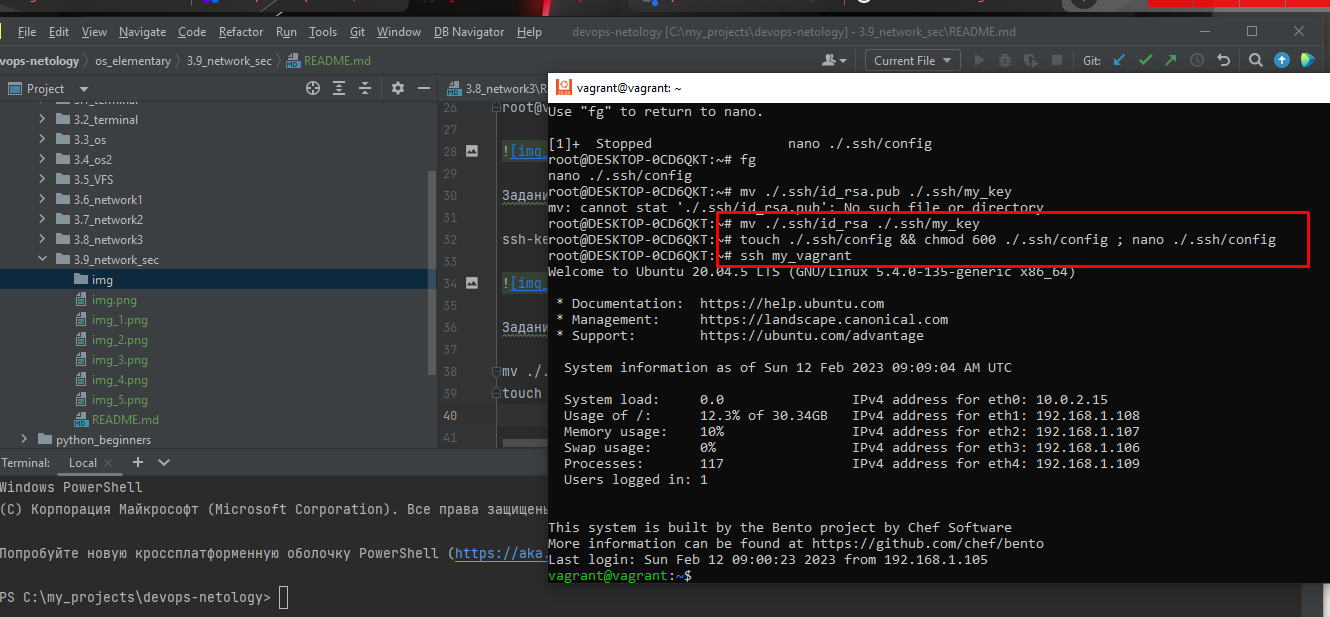 File Edit View Navigate Code Refactor Run Tools Git Window DB Navigator Help devops-netology [C:\my_projects\devops-netology] - 3.9_network_sec\README.md
vops-netology os_elementary 3.9_network_sec README.md Current File Git:
Project
3.2_terminal
3.3_os
3.4_os2
3.5_VFS
3.6_network1
3.7_network2
3.8_network3
3.9_network_sec
img
img.png
img_1.png
img_2.png
img_3.png
img_4.png
img_5.png
README.md
python_beginners
3.8_network3\R
26 root@v
27
28 ![img_
29
30 Задани
31
32 ssh-ke
33
34 ![img_
35
36 Задани
37
38 mv ./.
39 touch
40
41
Terminal: Local
Windows PowerShell
(C) Корпорация Майкрософт (Microsoft Corporation). Все права защищены
Попробуйте новую кроссплатформенную оболочку PowerShell (https://aka.
PS C:\my_projects\devops-netology>
vagrant@vagrant: ~
Use "fg" to return to nano.
[1]+ Stopped nano ./.ssh/config
root@DESKTOP-0CD6QKT:~# fg
nano ./.ssh/config
root@DESKTOP-0CD6QKT:~# mv ./.ssh/id_rsa.pub ./.ssh/my_key
mv: cannot stat './.ssh/id_rsa.pub': No such file or directory
root@DESKTOP-0CD6QKT:~# mv ./.ssh/id_rsa ./.ssh/my_key
root@DESKTOP-0CD6QKT:~# touch ./.ssh/config && chmod 600 ./.ssh/config ; nano ./.ssh/config
root@DESKTOP-0CD6QKT:~# ssh my_vagrant
Welcome to Ubuntu 20.04.5 LTS (GNU/Linux 5.4.0-135-generic x86_64)
* Documentation: https://help.ubuntu.com
* Management: https://landscape.canonical.com
* Support: https://ubuntu.com/advantage
System information as of Sun 12 Feb 2023 09:09:04 AM UTC
System load: 0.0 IPv4 address for eth0: 10.0.2.15
Usage of /: 12.3% of 30.34GB IPv4 address for eth1: 192.168.1.108
Memory usage: 10% IPv4 address for eth2: 192.168.1.107
Swap usage: 0% IPv4 address for eth3: 192.168.1.106
Processes: 117 IPv4 address for eth4: 192.168.1.109
Users logged in: 1
This system is built by the Bento project by Chef Software
More information can be found at https://github.com/chef/bento
Last login: Sun Feb 12 09:00:23 2023 from 192.168.1.105
vagrant@vagrant:~$